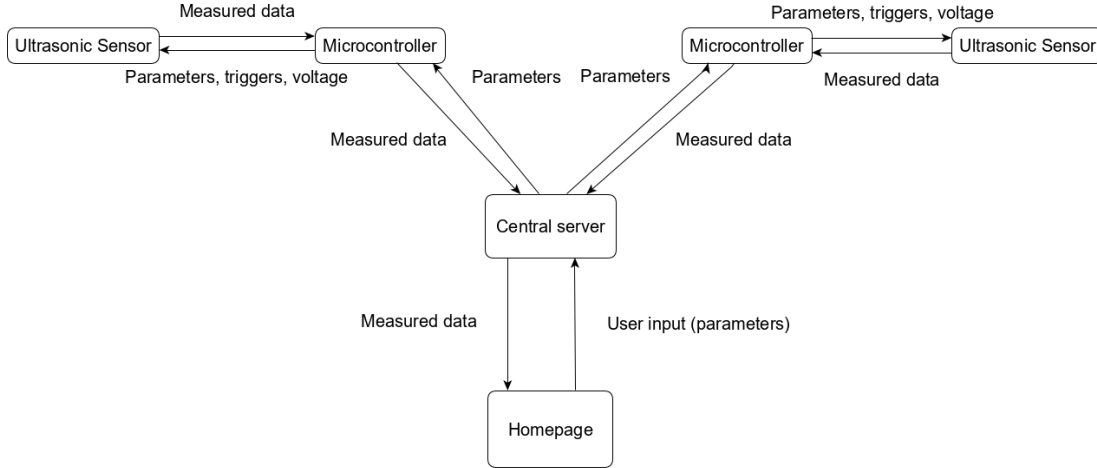 Measured data
Parameters, triggers, voltage
Ultrasonic Sensor
Microcontroller
Microcontroller
Ultrasonic Sensor
Parameters, triggers, voltage
Parameters
Parameters
Measured data
Measured data
Measured data
Central server
Measured data
User input (parameters)
Homepage